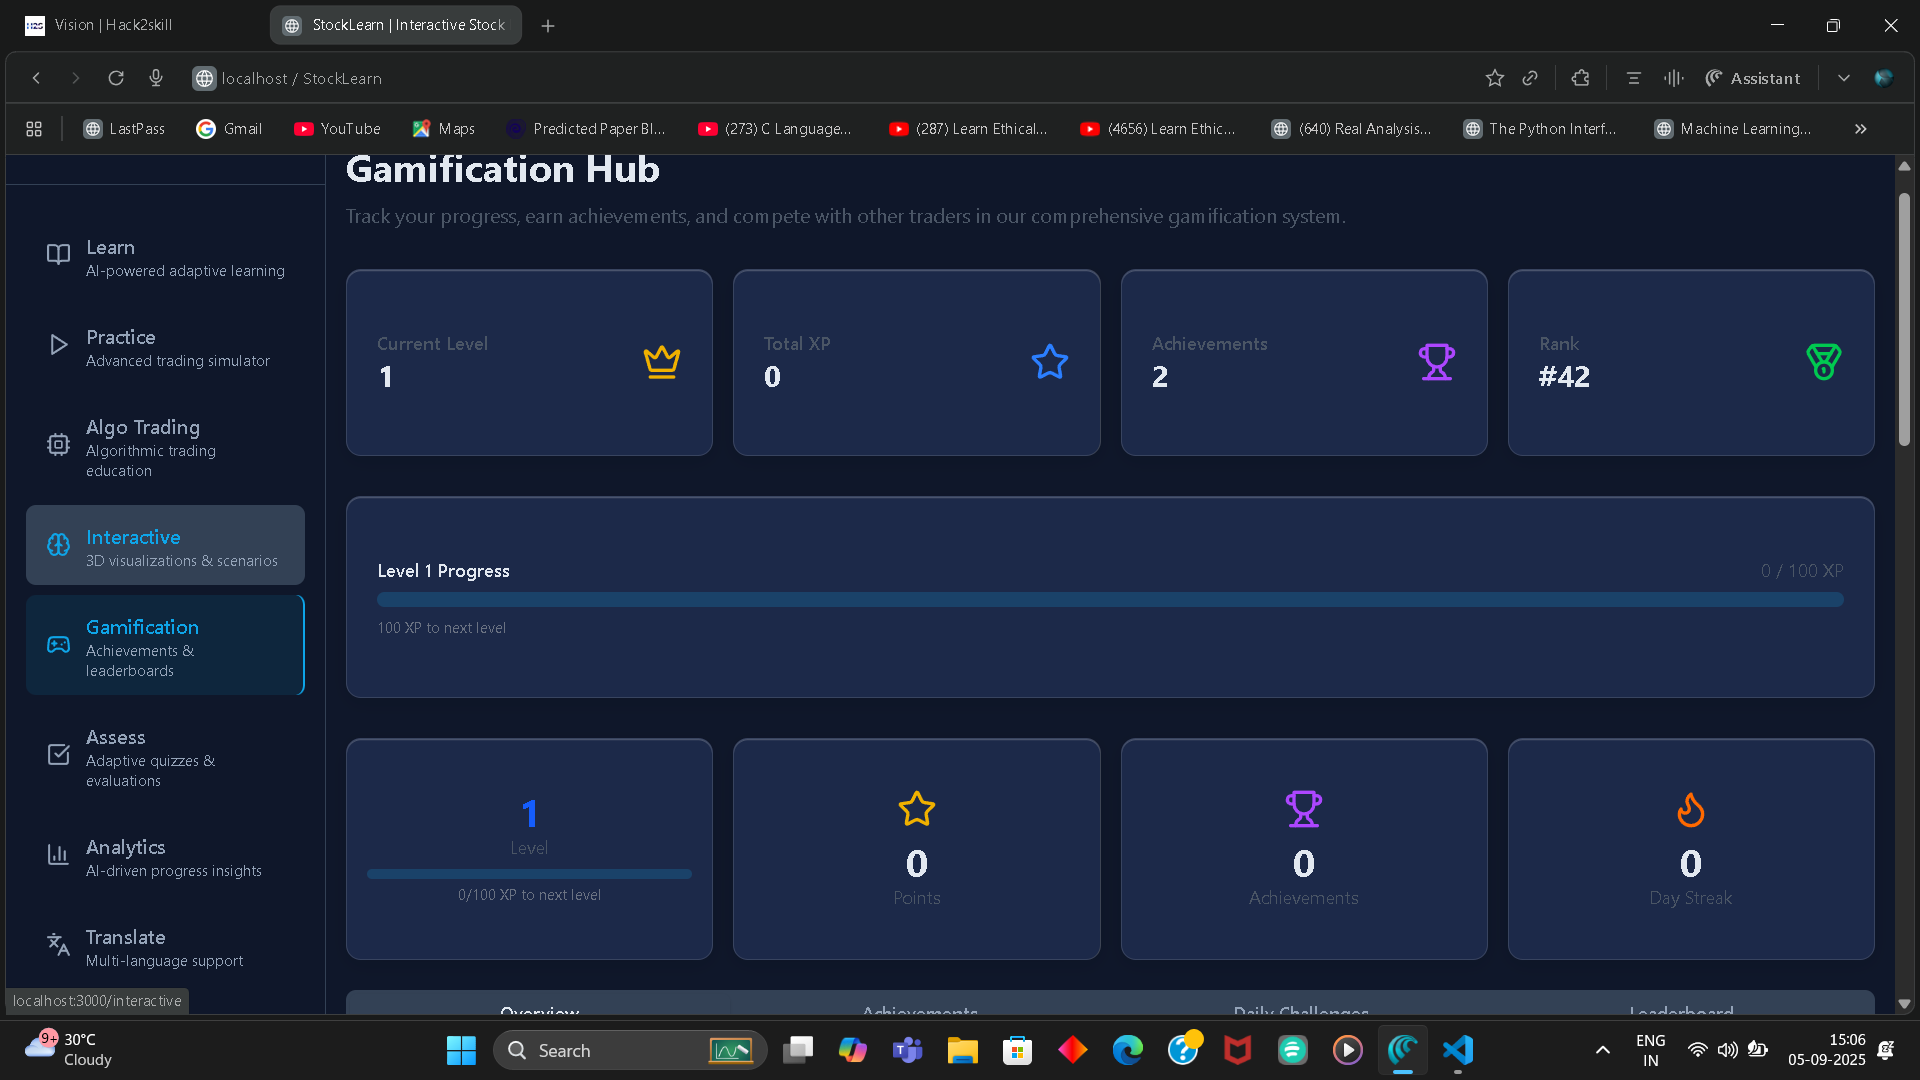 Vision | Hack2skill
StockLearn | Interactive Stock
localhost / StockLearn
Assistant
LastPass
Gmail
YouTube
Maps
Predicted Paper Bl...
(273) C Language...
(287) Learn Ethical...
(4656) Learn Ethic...
(640) Real Analysis...
The Python Interf...
Machine Learning...
Gamification Hub
Track your progress, earn achievements, and compete with other traders in our comprehensive gamification system.
Learn
AI-powered adaptive learning
Practice
Advanced trading simulator
Algo Trading
Algorithmic trading
education
Interactive
3D visualizations & scenarios
Gamification
Achievements &
leaderboards
Assess
Adaptive quizzes &
evaluations
Analytics
AI-driven progress insights
Translate
Multi-language support
Current Level
1
Total XP
0
Achievements
2
Rank
#42
Level 1 Progress
0 / 100 XP
100 XP to next level
1
Level
0/100 XP to next level
0
Points
0
Achievements
0
Day Streak
Overview
Achievements
Daily Challenges
Leaderboard
localhost:3000/interactive
9+
30°C
Cloudy
Search
ENG
IN
15:06
05-09-2025